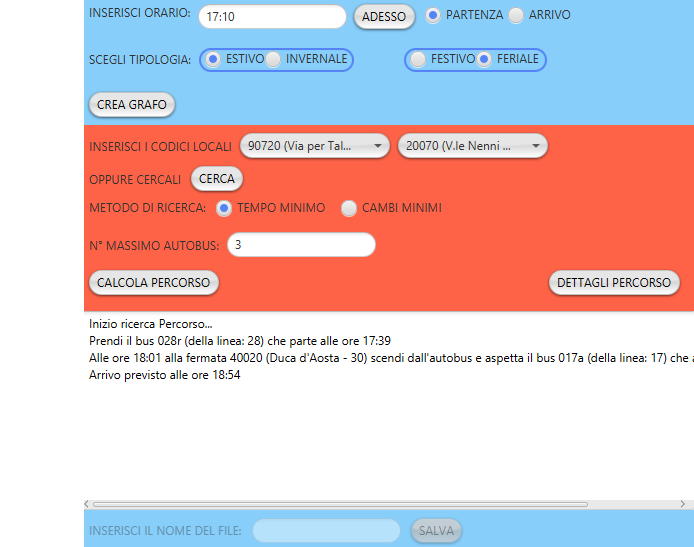 INSERISCI ORARIO: 17:10 ADESSO PARTENZA ARRIVO
SCEGLI TIPOLOGIA: ESTIVO INVERNALE FESTIVO FERIALE
CREA GRAFO
INSERISCI I CODICI LOCALI 90720 (Via per Tal... 20070 (V.le Nenni ...
OPPURE CERCALI CERCA
METODO DI RICERCA: TEMPO MINIMO CAMBI MINIMI
N° MASSIMO AUTOBUS: 3
CALCOLA PERCORSO DETTAGLI PERCORSO
Inizio ricerca Percorso...
Prendi il bus 028r (della linea: 28) che parte alle ore 17:39
Alle ore 18:01 alla fermata 40020 (Duca d'Aosta - 30) scendi dall'autobus e aspetta il bus 017a (della linea: 17) che
Arrivo previsto alle ore 18:54
INSERISCI IL NOME DEL FILE: SALVA